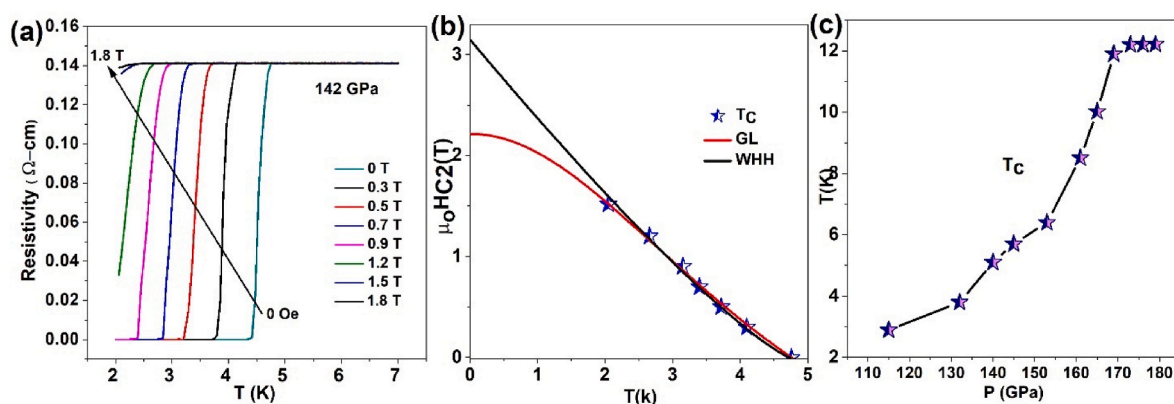 (a)
0.16
0.14
0.12
0.10
0.08
0.06
0.04
0.02
0.00
Resistivity ( Ω–cm)
1.8 T
142 GPa
0 T
0.3 T
0.5 T
0.7 T
0.9 T
1.2 T
1.5 T
1.8 T
0 Oe
2 3 4 5 6 7
T (K)
(b)
3
2
1
0
μoHC2(T)
TC
GL
WHH
0 1 2 3 4 5
T(k)
(c)
12
10
8
6
4
2
T(K)
TC
110 120 130 140 150 160 170 180
P (GPa)